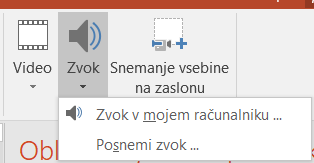 Video
Zvok
Snemanje vsebine
na zaslonu
Zvok v mojem računalniku ...
Posnemi zvok ...